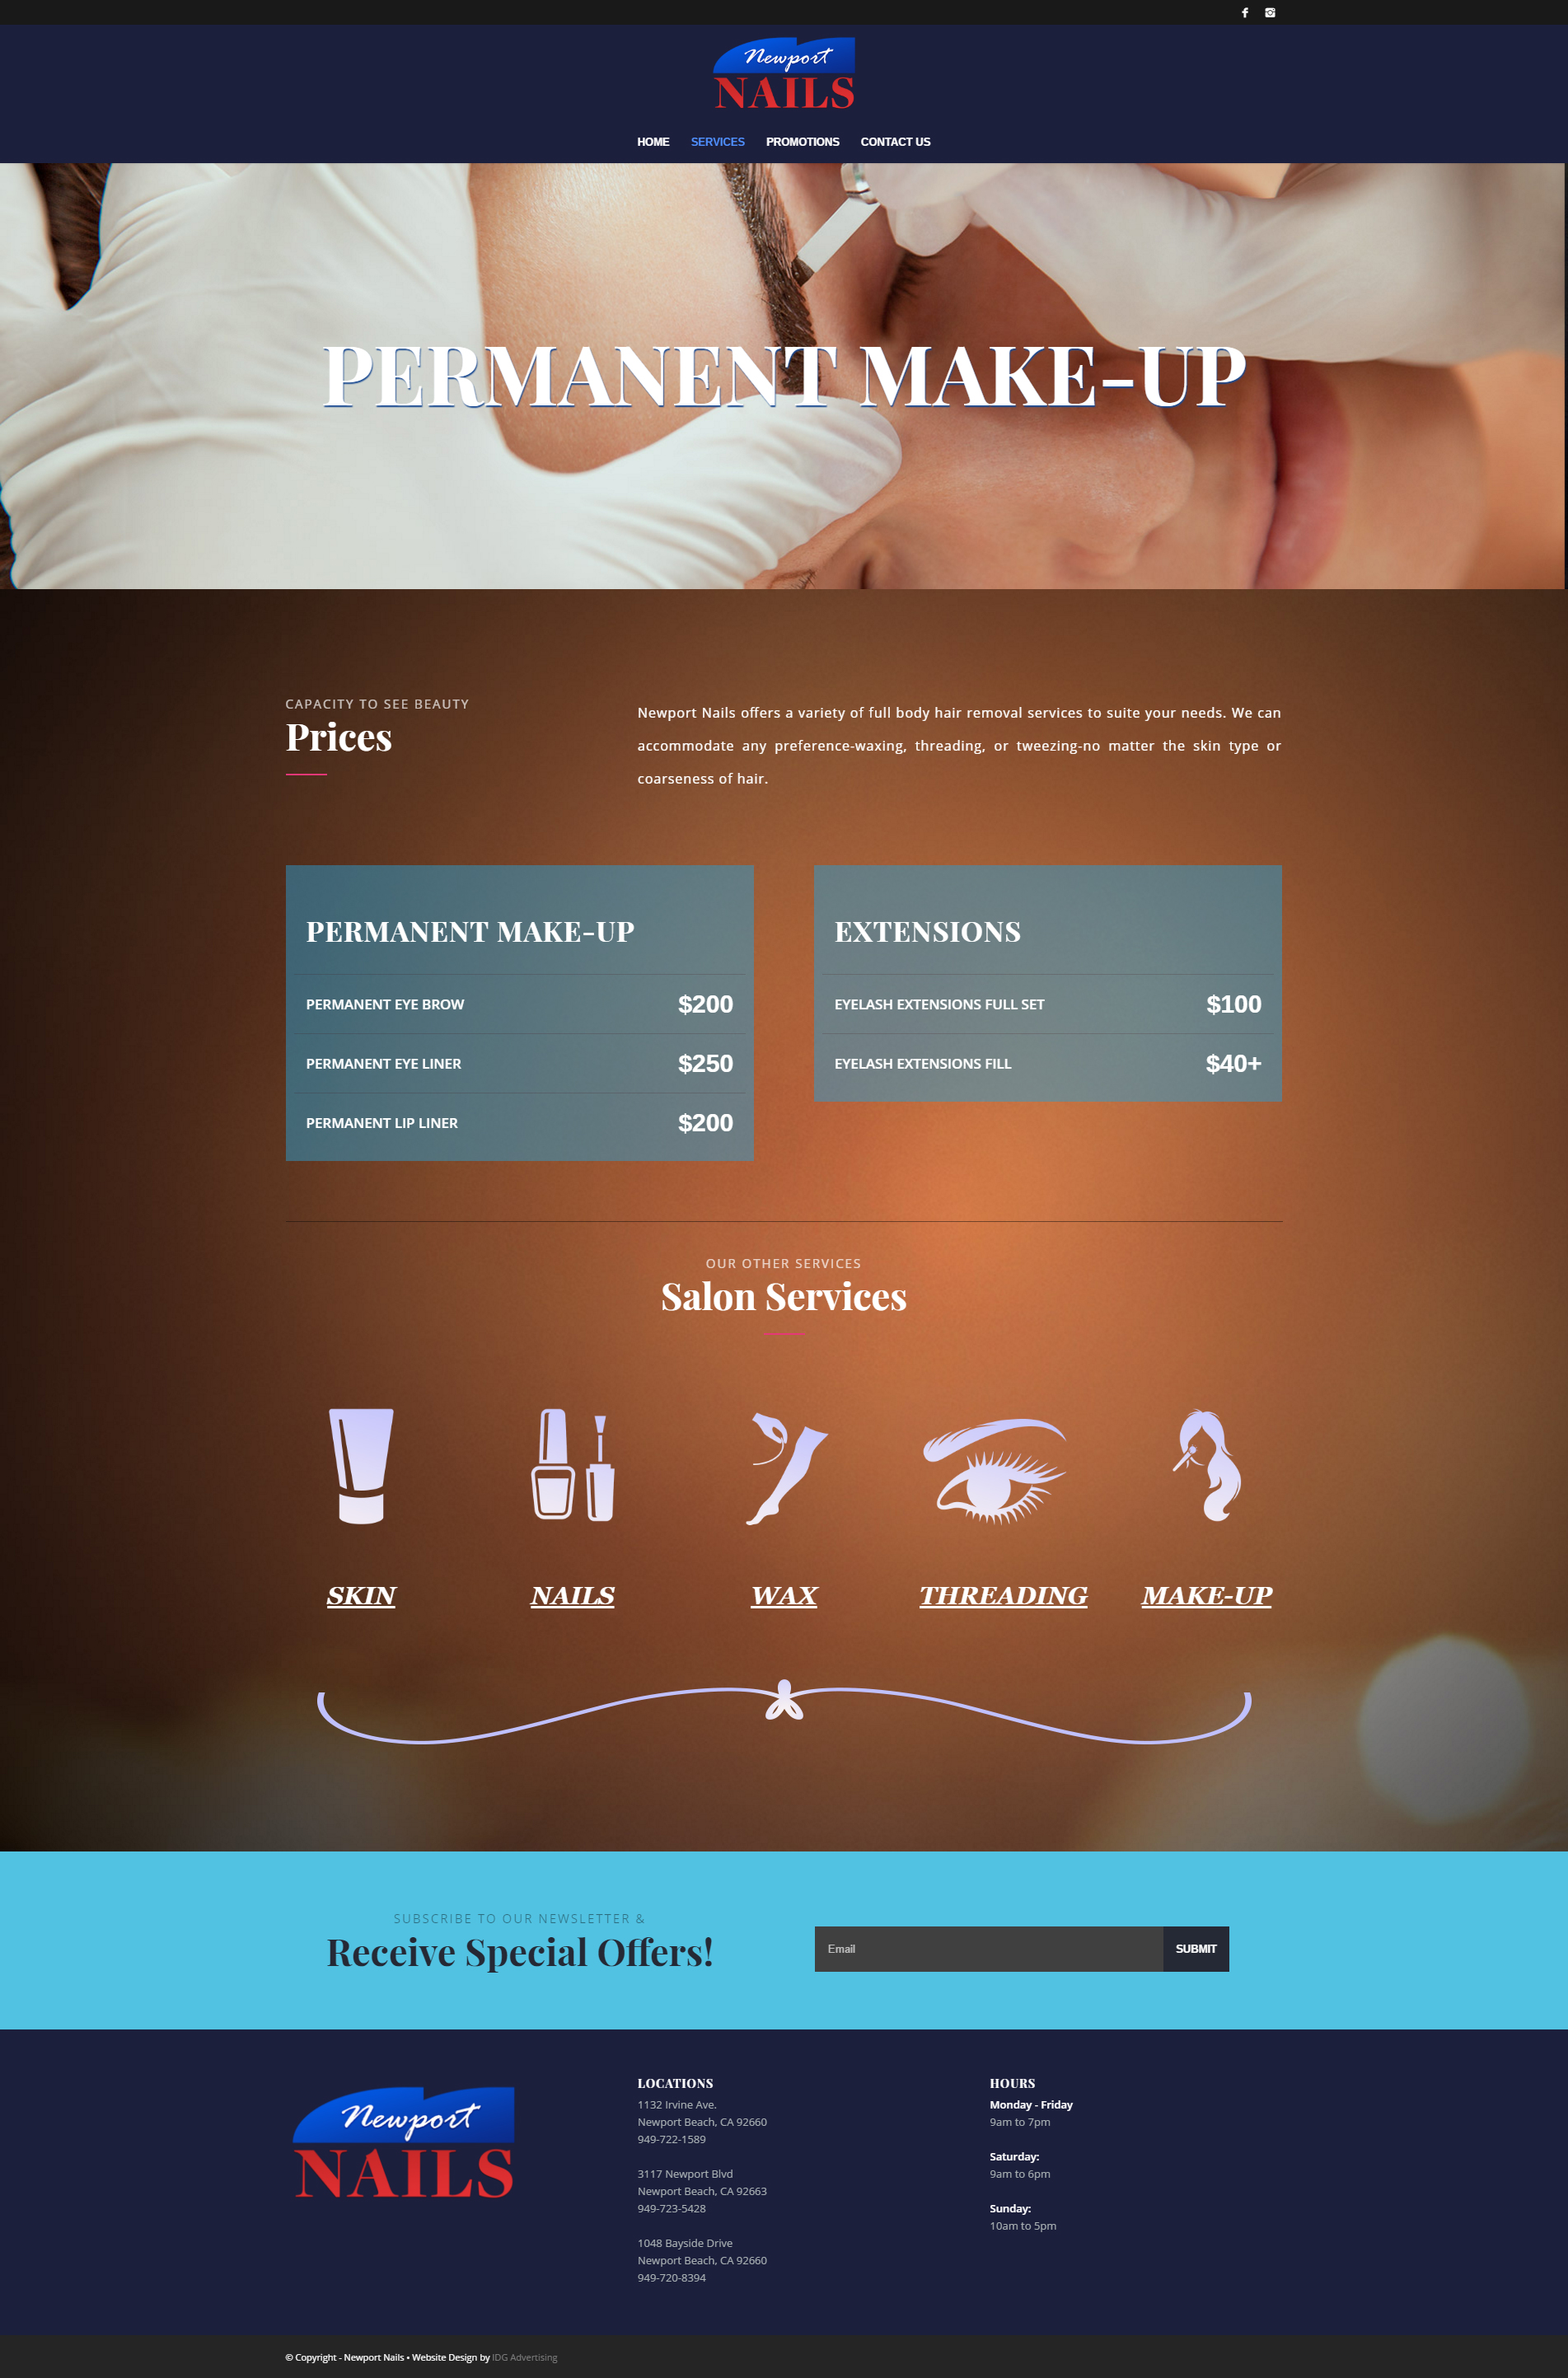 Newport
NAILS
HOME SERVICES PROMOTIONS CONTACT US
PERMANENT MAKE-UP
CAPACITY TO SEE BEAUTY
Prices
Newport Nails offers a variety of full body hair removal services to suite your needs. We can
accommodate any preference-waxing, threading, or tweezing-no matter the skin type or
coarseness of hair.
PERMANENT MAKE-UP
PERMANENT EYE BROW $200
PERMANENT EYE LINER $250
PERMANENT LIP LINER $200
EXTENSIONS
EYELASH EXTENSIONS FULL SET $100
EYELASH EXTENSIONS FILL $40+
OUR OTHER SERVICES
Salon Services
SKIN NAILS WAX THREADING MAKE-UP
SUBSCRIBE TO OUR NEWSLETTER &
Receive Special Offers!
Email SUBMIT
Newport
NAILS
LOCATIONS
1132 Irvine Ave.
Newport Beach, CA 92660
949-722-1589
3117 Newport Blvd
Newport Beach, CA 92663
949-723-5428
1048 Bayside Drive
Newport Beach, CA 92660
949-720-8394
HOURS
Monday - Friday
9am to 7pm
Saturday:
9am to 6pm
Sunday:
10am to 5pm
© Copyright - Newport Nails • Website Design by IDG Advertising